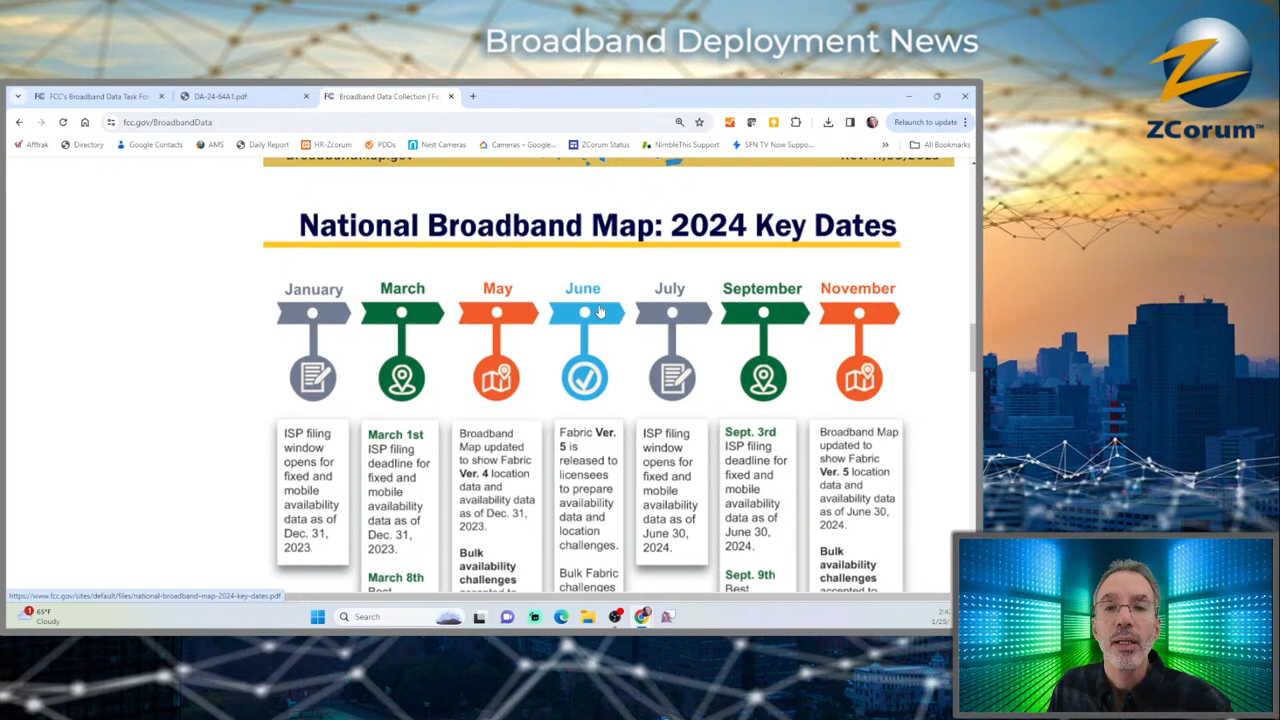 Broadband Deployment News
ZCorum™
FCC's Broadband Data Task Fo
DA-24-64A1.pdf
Broadband Data Collection | Fe
fcc.gov/BroadbandData
Relaunch to update
Afftrak
Directory
Google Contacts
AMS
Daily Report
HR-Zcorum
PDOs
Nest Cameras
Cameras – Google...
ZCorum Status
NimbleThis Support
SFN TV Now Suppo...
All Bookmarks
National Broadband Map: 2024 Key Dates
January
March
May
June
July
September
November
ISP filing
window
opens for
fixed and
mobile
availability
data as of
Dec. 31,
2023.
March 1st
ISP filing
deadline for
fixed and
mobile
availability
data as of
Dec. 31,
2023.
March 8th
Broadband
Map updated
to show Fabric
Ver. 4 location
data and
availability data
as of Dec. 31,
2023.
Bulk
availability
challenges
Fabric Ver.
5 is
released to
licensees
to prepare
availability
data and
location
challenges.
Bulk Fabric
challenges
ISP filing
window
opens for
fixed and
mobile
availability
data as of
June 30,
2024.
Sept. 3rd
ISP filing
deadline for
fixed and
mobile
availability
data as of
June 30,
2024.
Sept. 9th
Broadband Map
updated to
show Fabric
Ver. 5 location
data and
availability data
as of June 30,
2024.
Bulk
availability
challenges
https://www.fcc.gov/sites/default/files/national-broadband-map-2024-key-dates.pdf
1
65°F
Cloudy
Search
1/25/